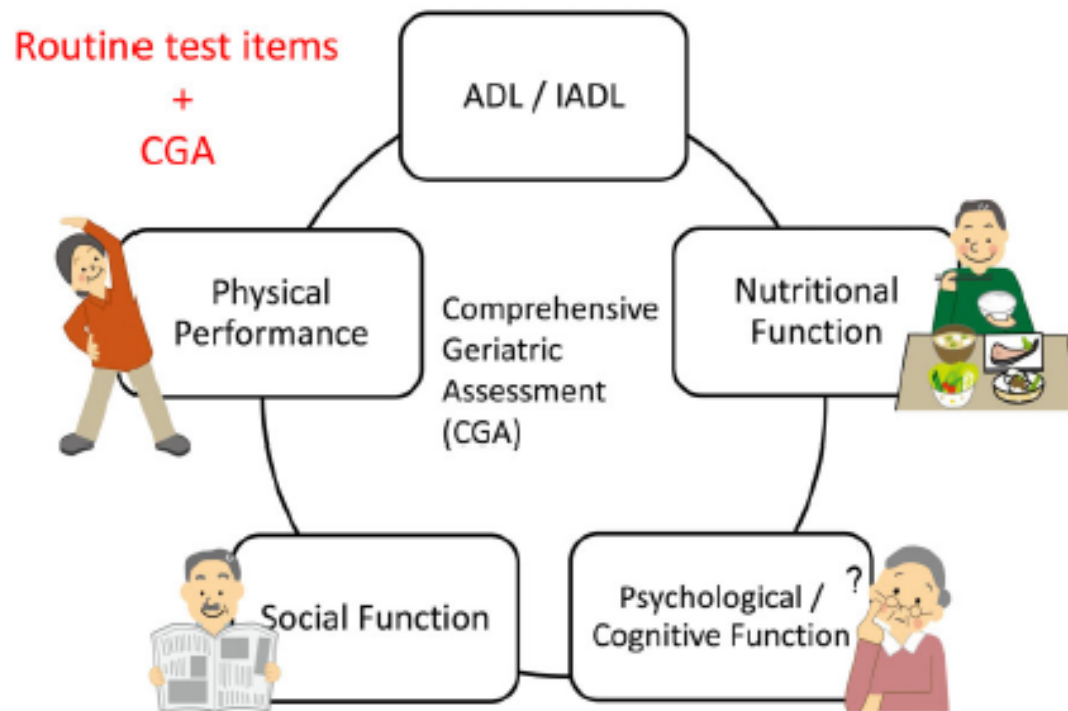 Routine test items
+
CGA
ADL / IADL
Physical
Performance
Comprehensive
Geriatric
Assessment
(CGA)
Nutritional
Function
Social Function
Psychological /
Cognitive Function
?